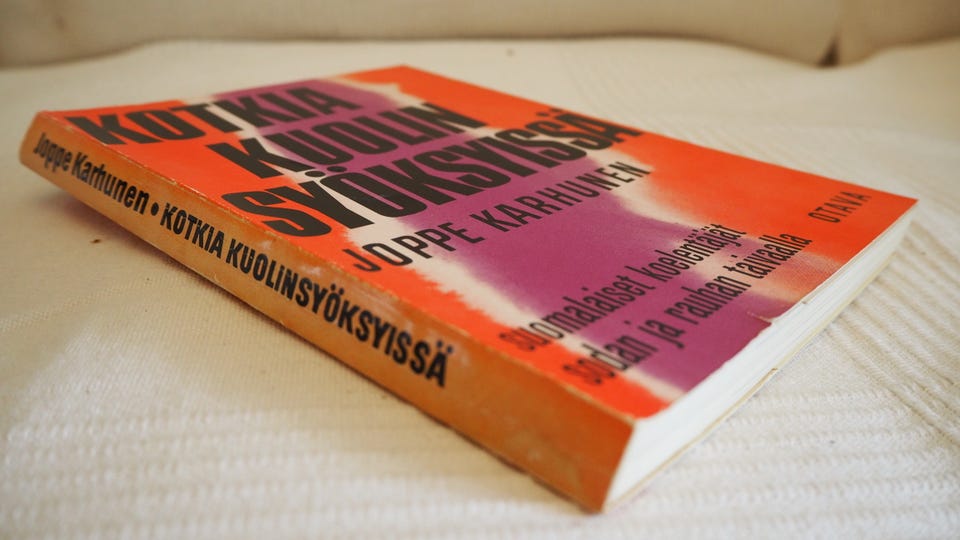 KOTKIA
KUOLIN
SYÖKSYISSÄ
JOPPE KARHUNEN
suomalaiset koelentäjät
sodan ja rauhan taivaalla
OTAVA
Joppe Karhunen • KOTKIA KUOLINSYÖKSYISSÄ